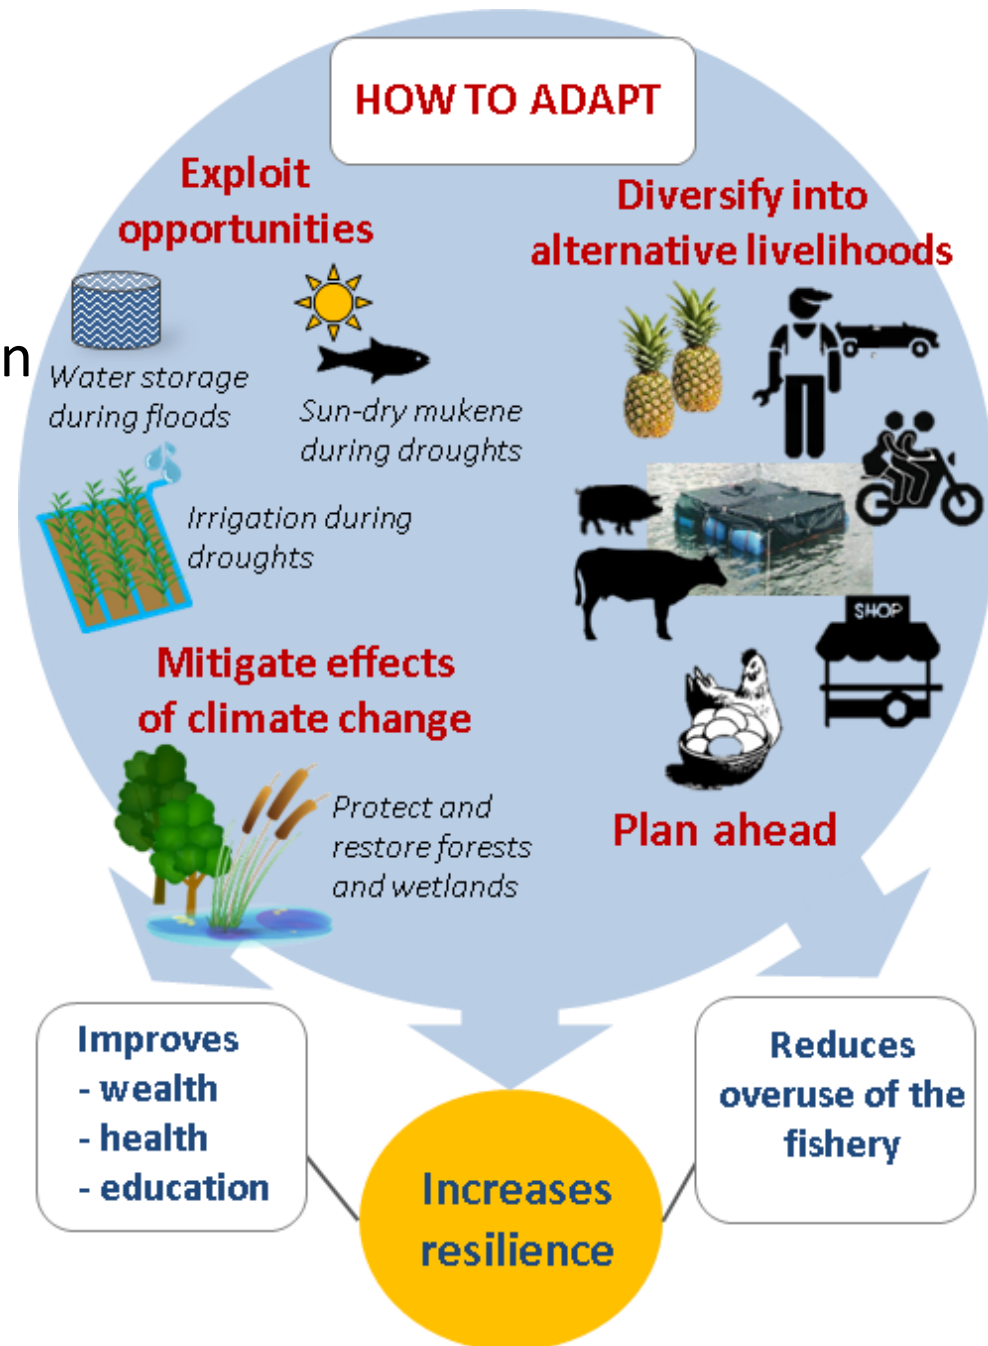 HOW TO ADAPT
Exploit
opportunities
n
Water storage
during floods
Sun-dry mukene
during droughts
Irrigation during
droughts
Mitigate effects
of climate change
Protect and
restore forests
and wetlands
Diversify into
alternative livelihoods
SHOP
Plan ahead
Improves
- wealth
- health
- education
Increases
resilience
Reduces
overuse of the
fishery